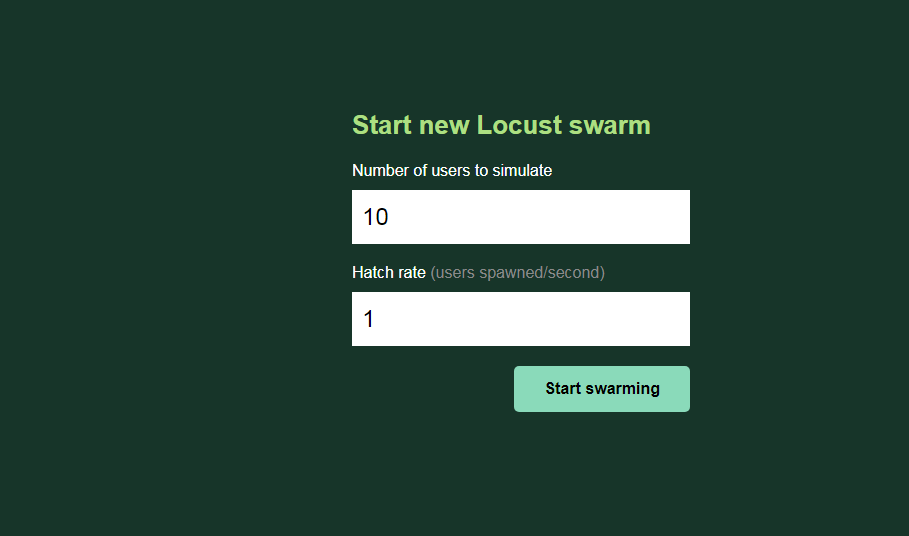 Start new Locust swarm
Number of users to simulate
10
Hatch rate (users spawned/second)
1
Start swarming